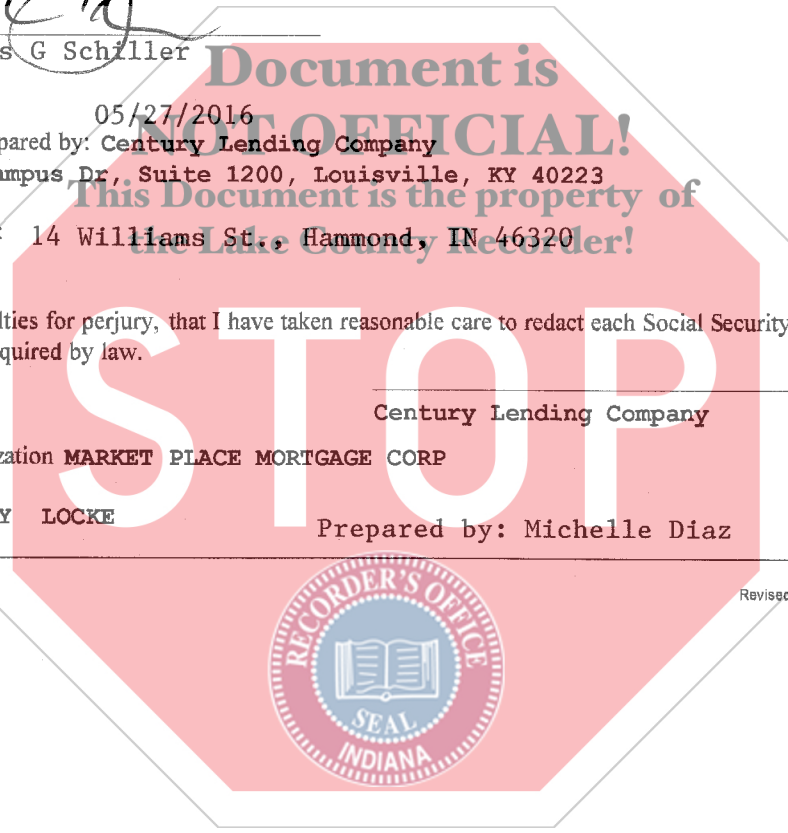 s G Schiller
Document is
05/27/2016
NOT OFFICIAL!
pared by: Century Lending Company
ampus Dr, Suite 1200, Louisville, KY 40223
This Document is the property of
14 Williams St., Hammond, IN 46320
the Lake County Recorder!
lties for perjury, that I have taken reasonable care to redact each Social Security
quired by law.
STOP
Century Lending Company
zation MARKET PLACE MORTGAGE CORP
Y LOCKE
Prepared by: Michelle Diaz
Revised
RECORDER'S OFFICE
SEAL
INDIANA